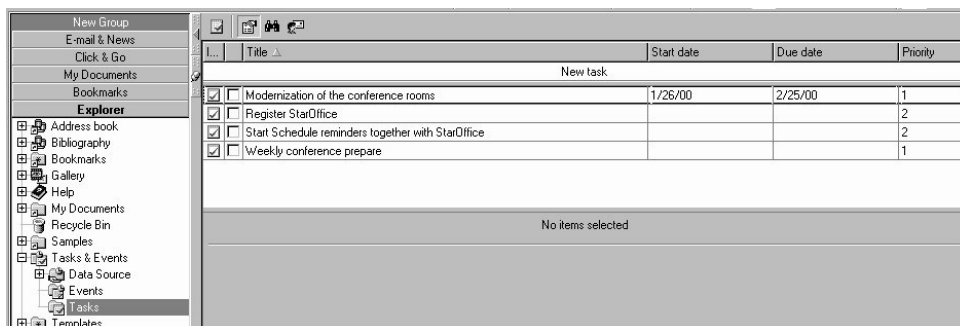 New Group
E-mail & News
Click & Go
My Documents
Bookmarks
Explorer
Address book
Bibliography
Bookmarks
Gallery
Help
My Documents
Recycle Bin
Samples
Tasks & Events
Data Source
Events
Tasks
Templates
I... Title Start date Due date Priority
New task
Modernization of the conference rooms 1/26/00 2/25/00 1
Register StarOffice 2
Start Schedule reminders together with StarOffice 2
Weekly conference prepare 1
No items selected